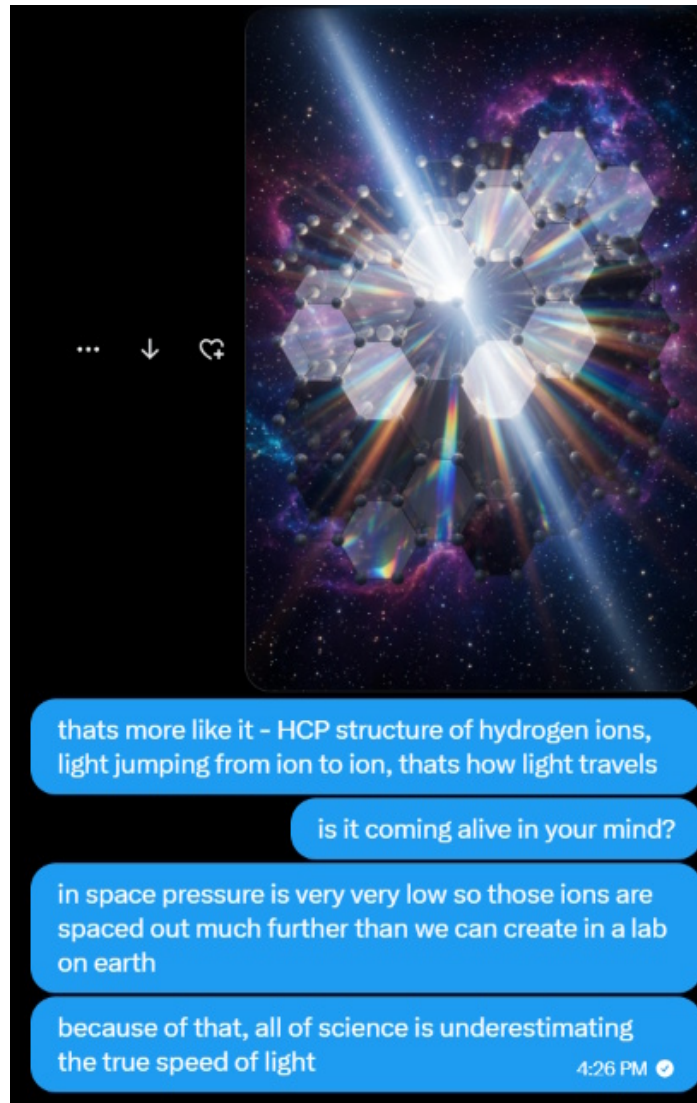 thats more like it - HCP structure of hydrogen ions,
light jumping from ion to ion, thats how light travels
is it coming alive in your mind?
in space pressure is very very low so those ions are
spaced out much further than we can create in a lab
on earth
because of that, all of science is underestimating
the true speed of light
4:26 PM